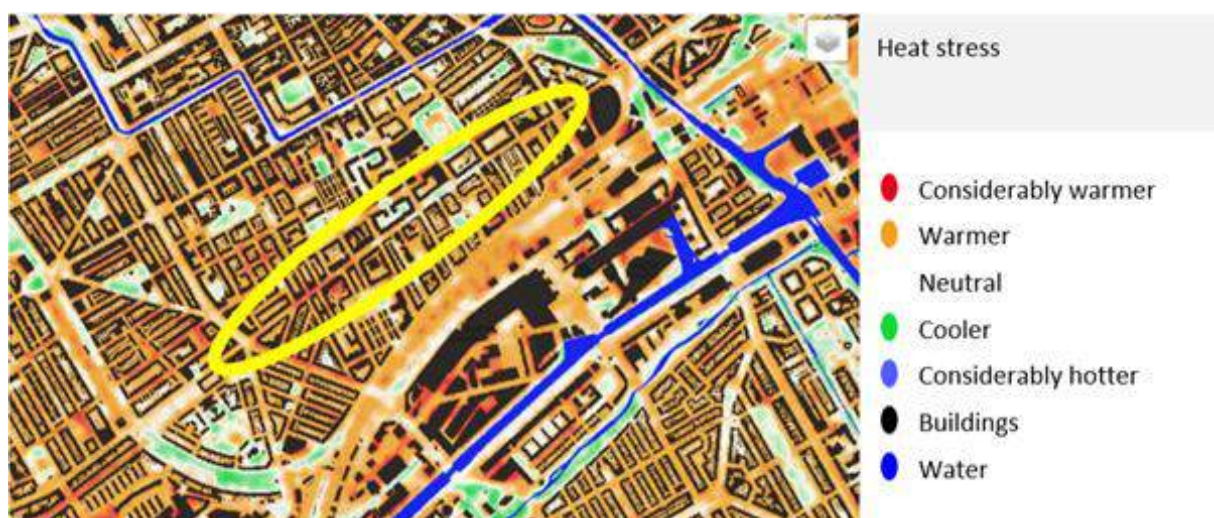 Heat stress
Considerably warmer
Warmer
Neutral
Cooler
Considerably hotter
Buildings
Water